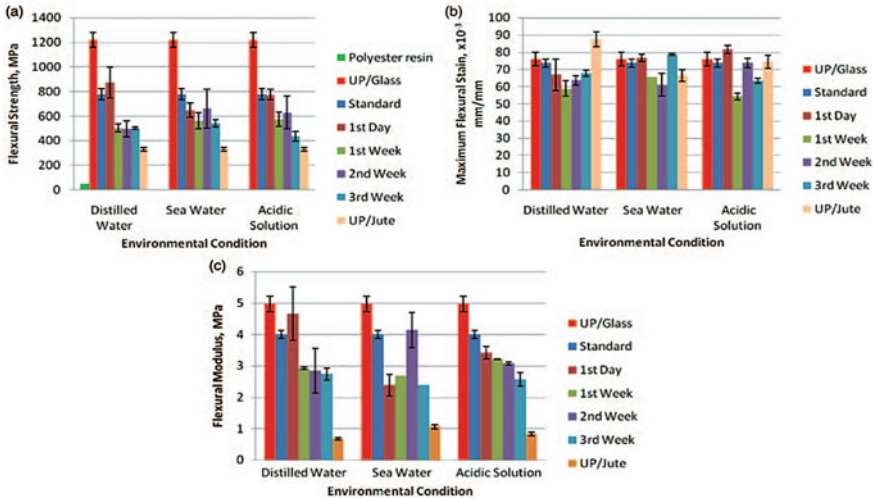 (a)
Flexural Strength, MPa
1400
1200
1000
800
600
400
200
0
Distilled Water
Sea Water
Acidic Solution
Environmental Condition
Polyester resin
UP/Glass
Standard
1st Day
1st Week
2nd Week
3rd Week
UP/Jute
(b)
Maximum Flexural Stain, x10-3
mm/mm
100
90
80
70
60
50
40
30
20
10
0
Distilled Water
Sea Water
Acidic Solution
Environmental Condition
UP/Glass
Standard
1st Day
1st Week
2nd Week
3rd Week
UP/Jute
(c)
Flexural Modulus, MPa
6
5
4
3
2
1
0
Distilled Water
Sea Water
Acidic Solution
Environmental Condition
UP/Glass
Standard
1st Day
1st Week
2nd Week
3rd Week
UP/Jute